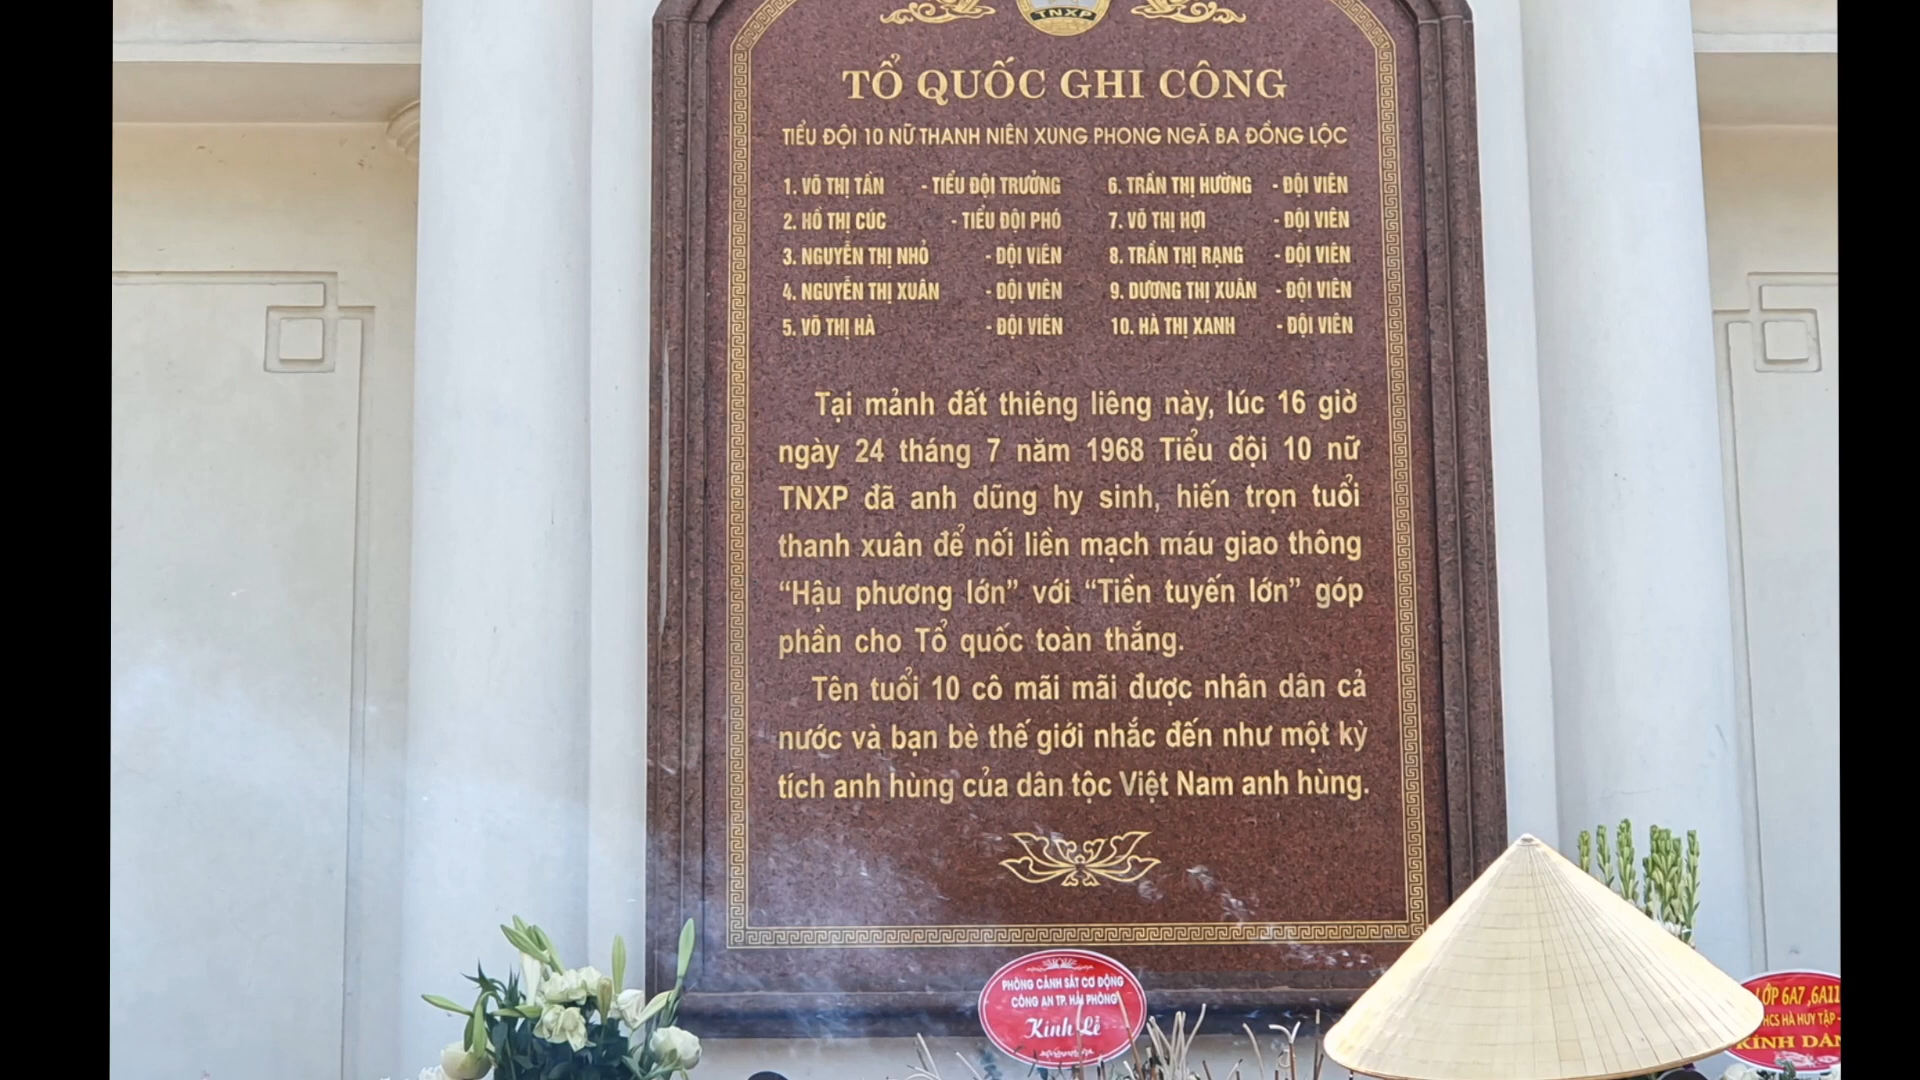 TNXP
TỔ QUỐC GHI CÔNG
TIỂU ĐỘI 10 NỮ THANH NIÊN XUNG PHONG NGÃ BA ĐỒNG LỘC
1. VÕ THỊ TẦN - TIỂU ĐỘI TRƯỞNG
2. HỒ THỊ CÚC - TIỂU ĐỘI PHÓ
3. NGUYỄN THỊ NHỎ - ĐỘI VIÊN
4. NGUYỄN THỊ XUÂN - ĐỘI VIÊN
5. VÕ THỊ HÀ - ĐỘI VIÊN
6. TRẦN THỊ HƯỜNG - ĐỘI VIÊN
7. VÕ THỊ HỢI - ĐỘI VIÊN
8. TRẦN THỊ RẠNG - ĐỘI VIÊN
9. DƯƠNG THỊ XUÂN - ĐỘI VIÊN
10. HÀ THỊ XANH - ĐỘI VIÊN
Tại mảnh đất thiêng liêng này, lúc 16 giờ
ngày 24 tháng 7 năm 1968 Tiểu đội 10 nữ
TNXP đã anh dũng hy sinh, hiến trọn tuổi
thanh xuân để nối liền mạch máu giao thông
“Hậu phương lớn” với “Tiền tuyến lớn” góp
phần cho Tổ quốc toàn thắng.
Tên tuổi 10 cô mãi mãi được nhân dân cả
nước và bạn bè thế giới nhắc đến như một kỳ
tích anh hùng của dân tộc Việt Nam anh hùng.
PHÒNG CẢNH SÁT CƠ ĐỘNG
CÔNG AN TP. HẢI PHÒNG
Kính Lễ
LỚP 6A7 ,6A11
HCS HÀ HUY TẬP -
KÍNH DÂ